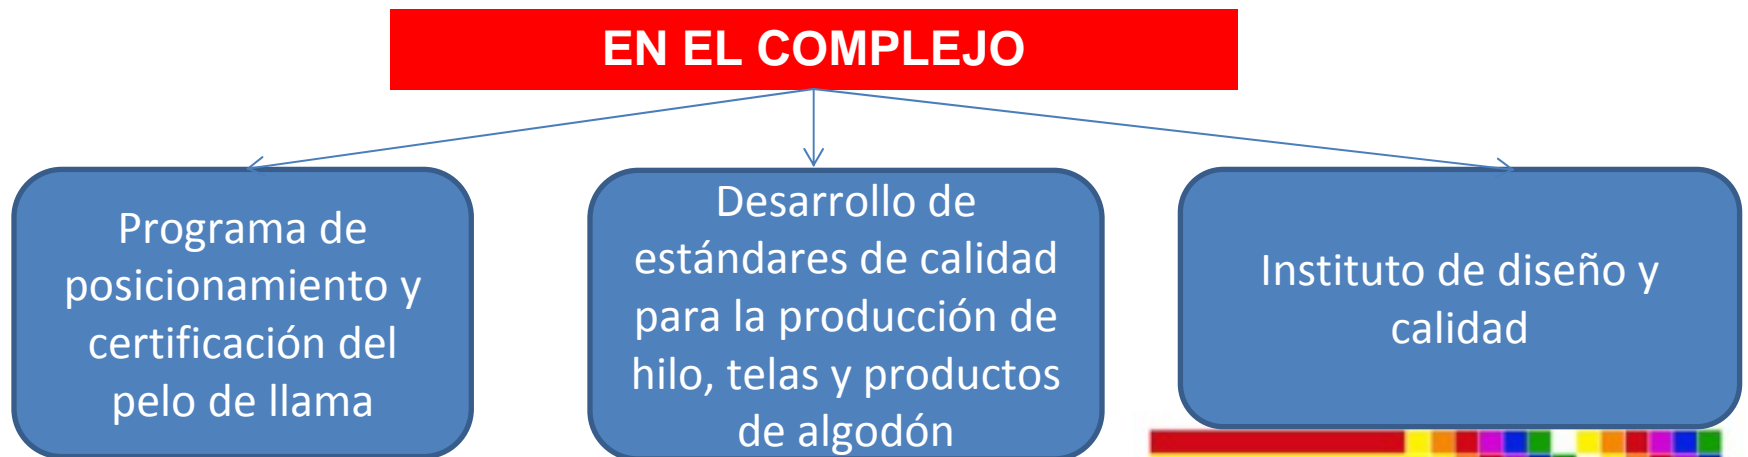 EN EL COMPLEJO
Programa de
posicionamiento y
certificación del
pelo de llama
Desarrollo de
estándares de calidad
para la producción de
hilo, telas y productos
de algodón
Instituto de diseño y
calidad